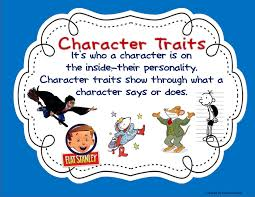 Character Traits
It's who a character is on
the inside-their personality.
Character traits show through what a
character says or does.
FLAT STANLEY